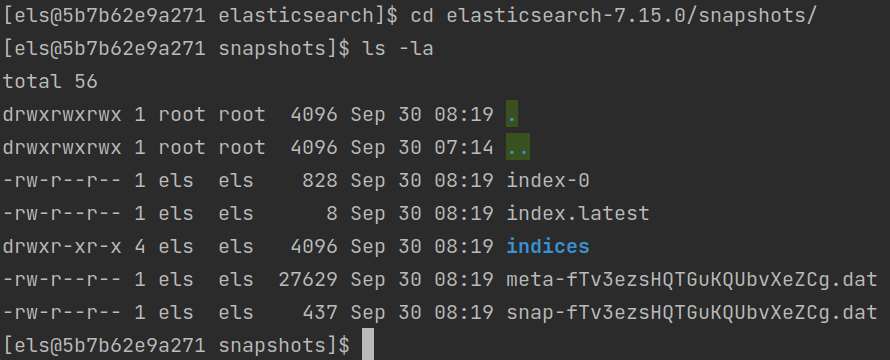 [els@5b7b62e9a271 elasticsearch]$ cd elasticsearch-7.15.0/snapshots/
[els@5b7b62e9a271 snapshots]$ ls -la
total 56
drwxrwxrwx 1 root root  4096 Sep 30 08:19 .
drwxrwxrwx 1 root root  4096 Sep 30 07:14 ..
-rw-r--r-- 1 els  els    828 Sep 30 08:19 index-0
-rw-r--r-- 1 els  els      8 Sep 30 08:19 index.latest
drwxr-xr-x 4 els  els   4096 Sep 30 08:19 indices
-rw-r--r-- 1 els  els  27629 Sep 30 08:19 meta-fTv3ezsHQTGuKQUbvXeZCg.dat
-rw-r--r-- 1 els  els    437 Sep 30 08:19 snap-fTv3ezsHQTGuKQUbvXeZCg.dat
[els@5b7b62e9a271 snapshots]$